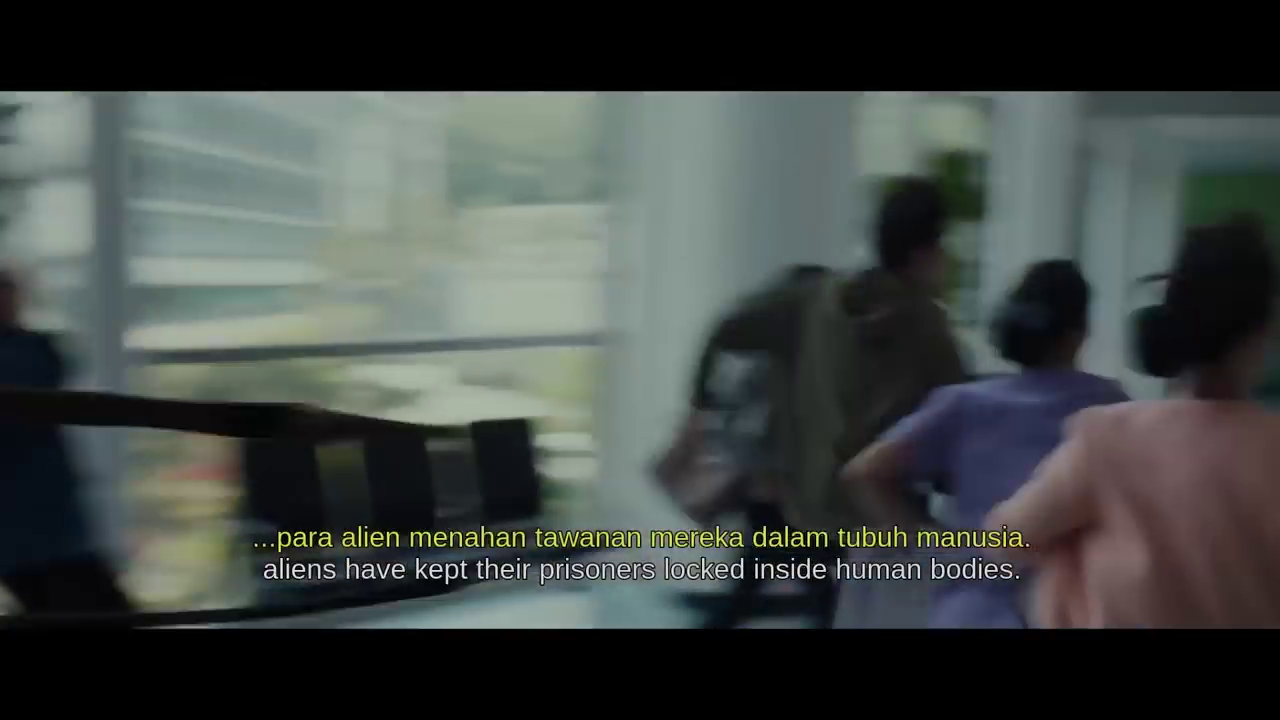 ...para alien menahan tawanan mereka dalam tubuh manusia.
aliens have kept their prisoners locked inside human bodies.